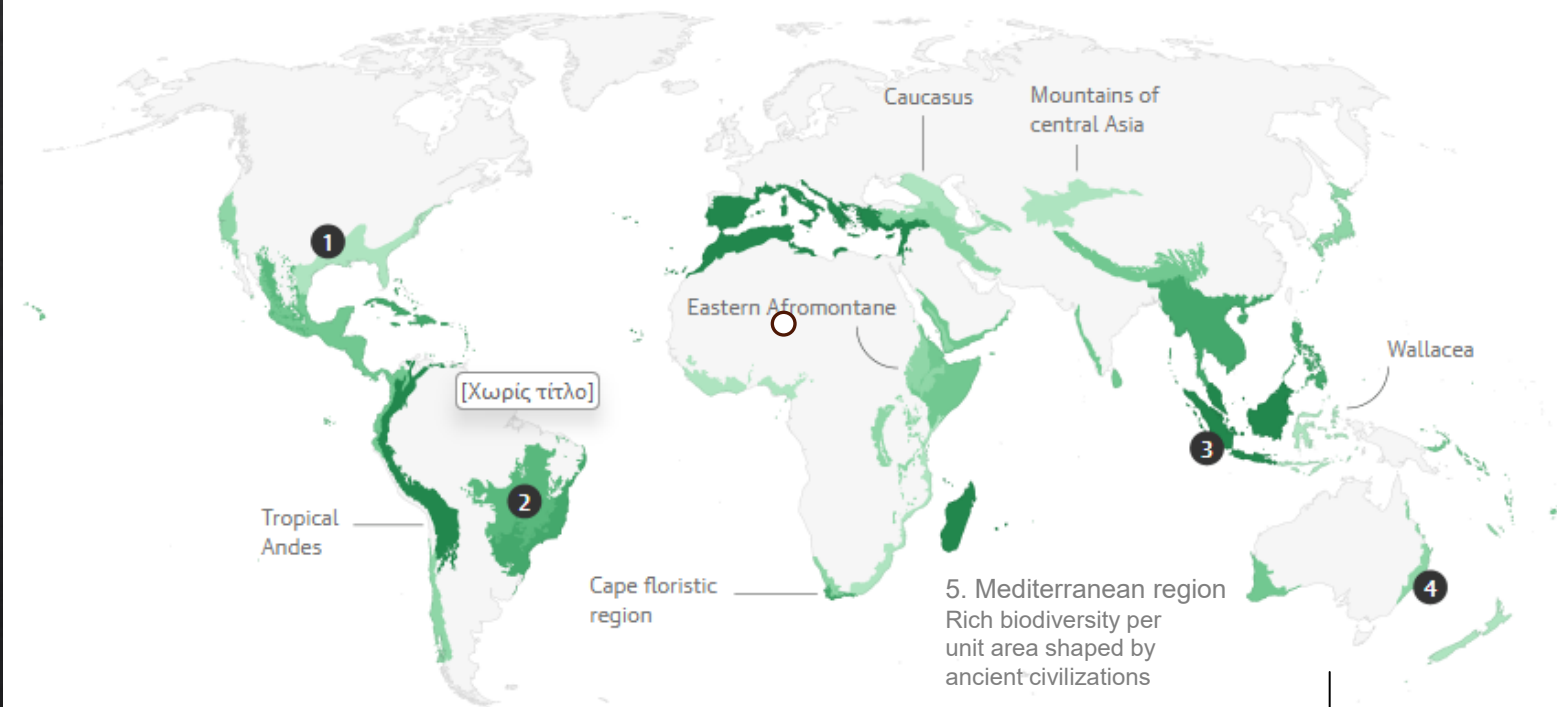 Caucasus
Mountains of
central Asia
1
Eastern Afromontane
Wallacea
[Χωρίς τίτλο]
3
2
Tropical
Andes
Cape floristic
region
4
5. Mediterranean region
Rich biodiversity per
unit area shaped by
ancient civilizations